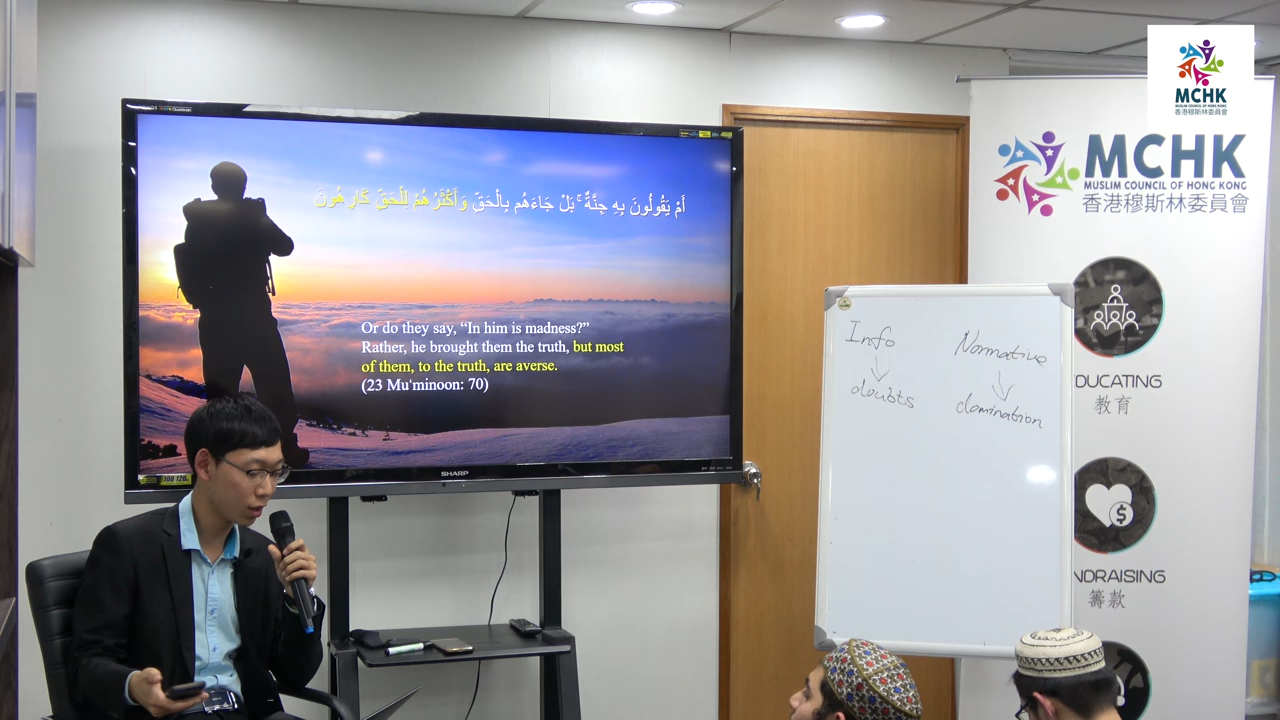 أَمْ يَقُولُونَ بِهِ جِنَّةٌ ۚ بَلْ جَاءَهُم بِالْحَقِّ وَأَكْثَرُهُمْ لِلْحَقِّ كَارِهُونَ
Or do they say, “In him is madness?”
Rather, he brought them the truth, but most
of them, to the truth, are averse.
(23 Mu'minoon: 70)
SHARP
Info
doubts
Normative
domination
MCHK
MUSLIM COUNCIL OF HONG KONG
香港穆斯林委員會
MCHK
MUSLIM COUNCIL OF HONG KONG
香港穆斯林委員會
DUCATING
教育
NDRAISING
籌款